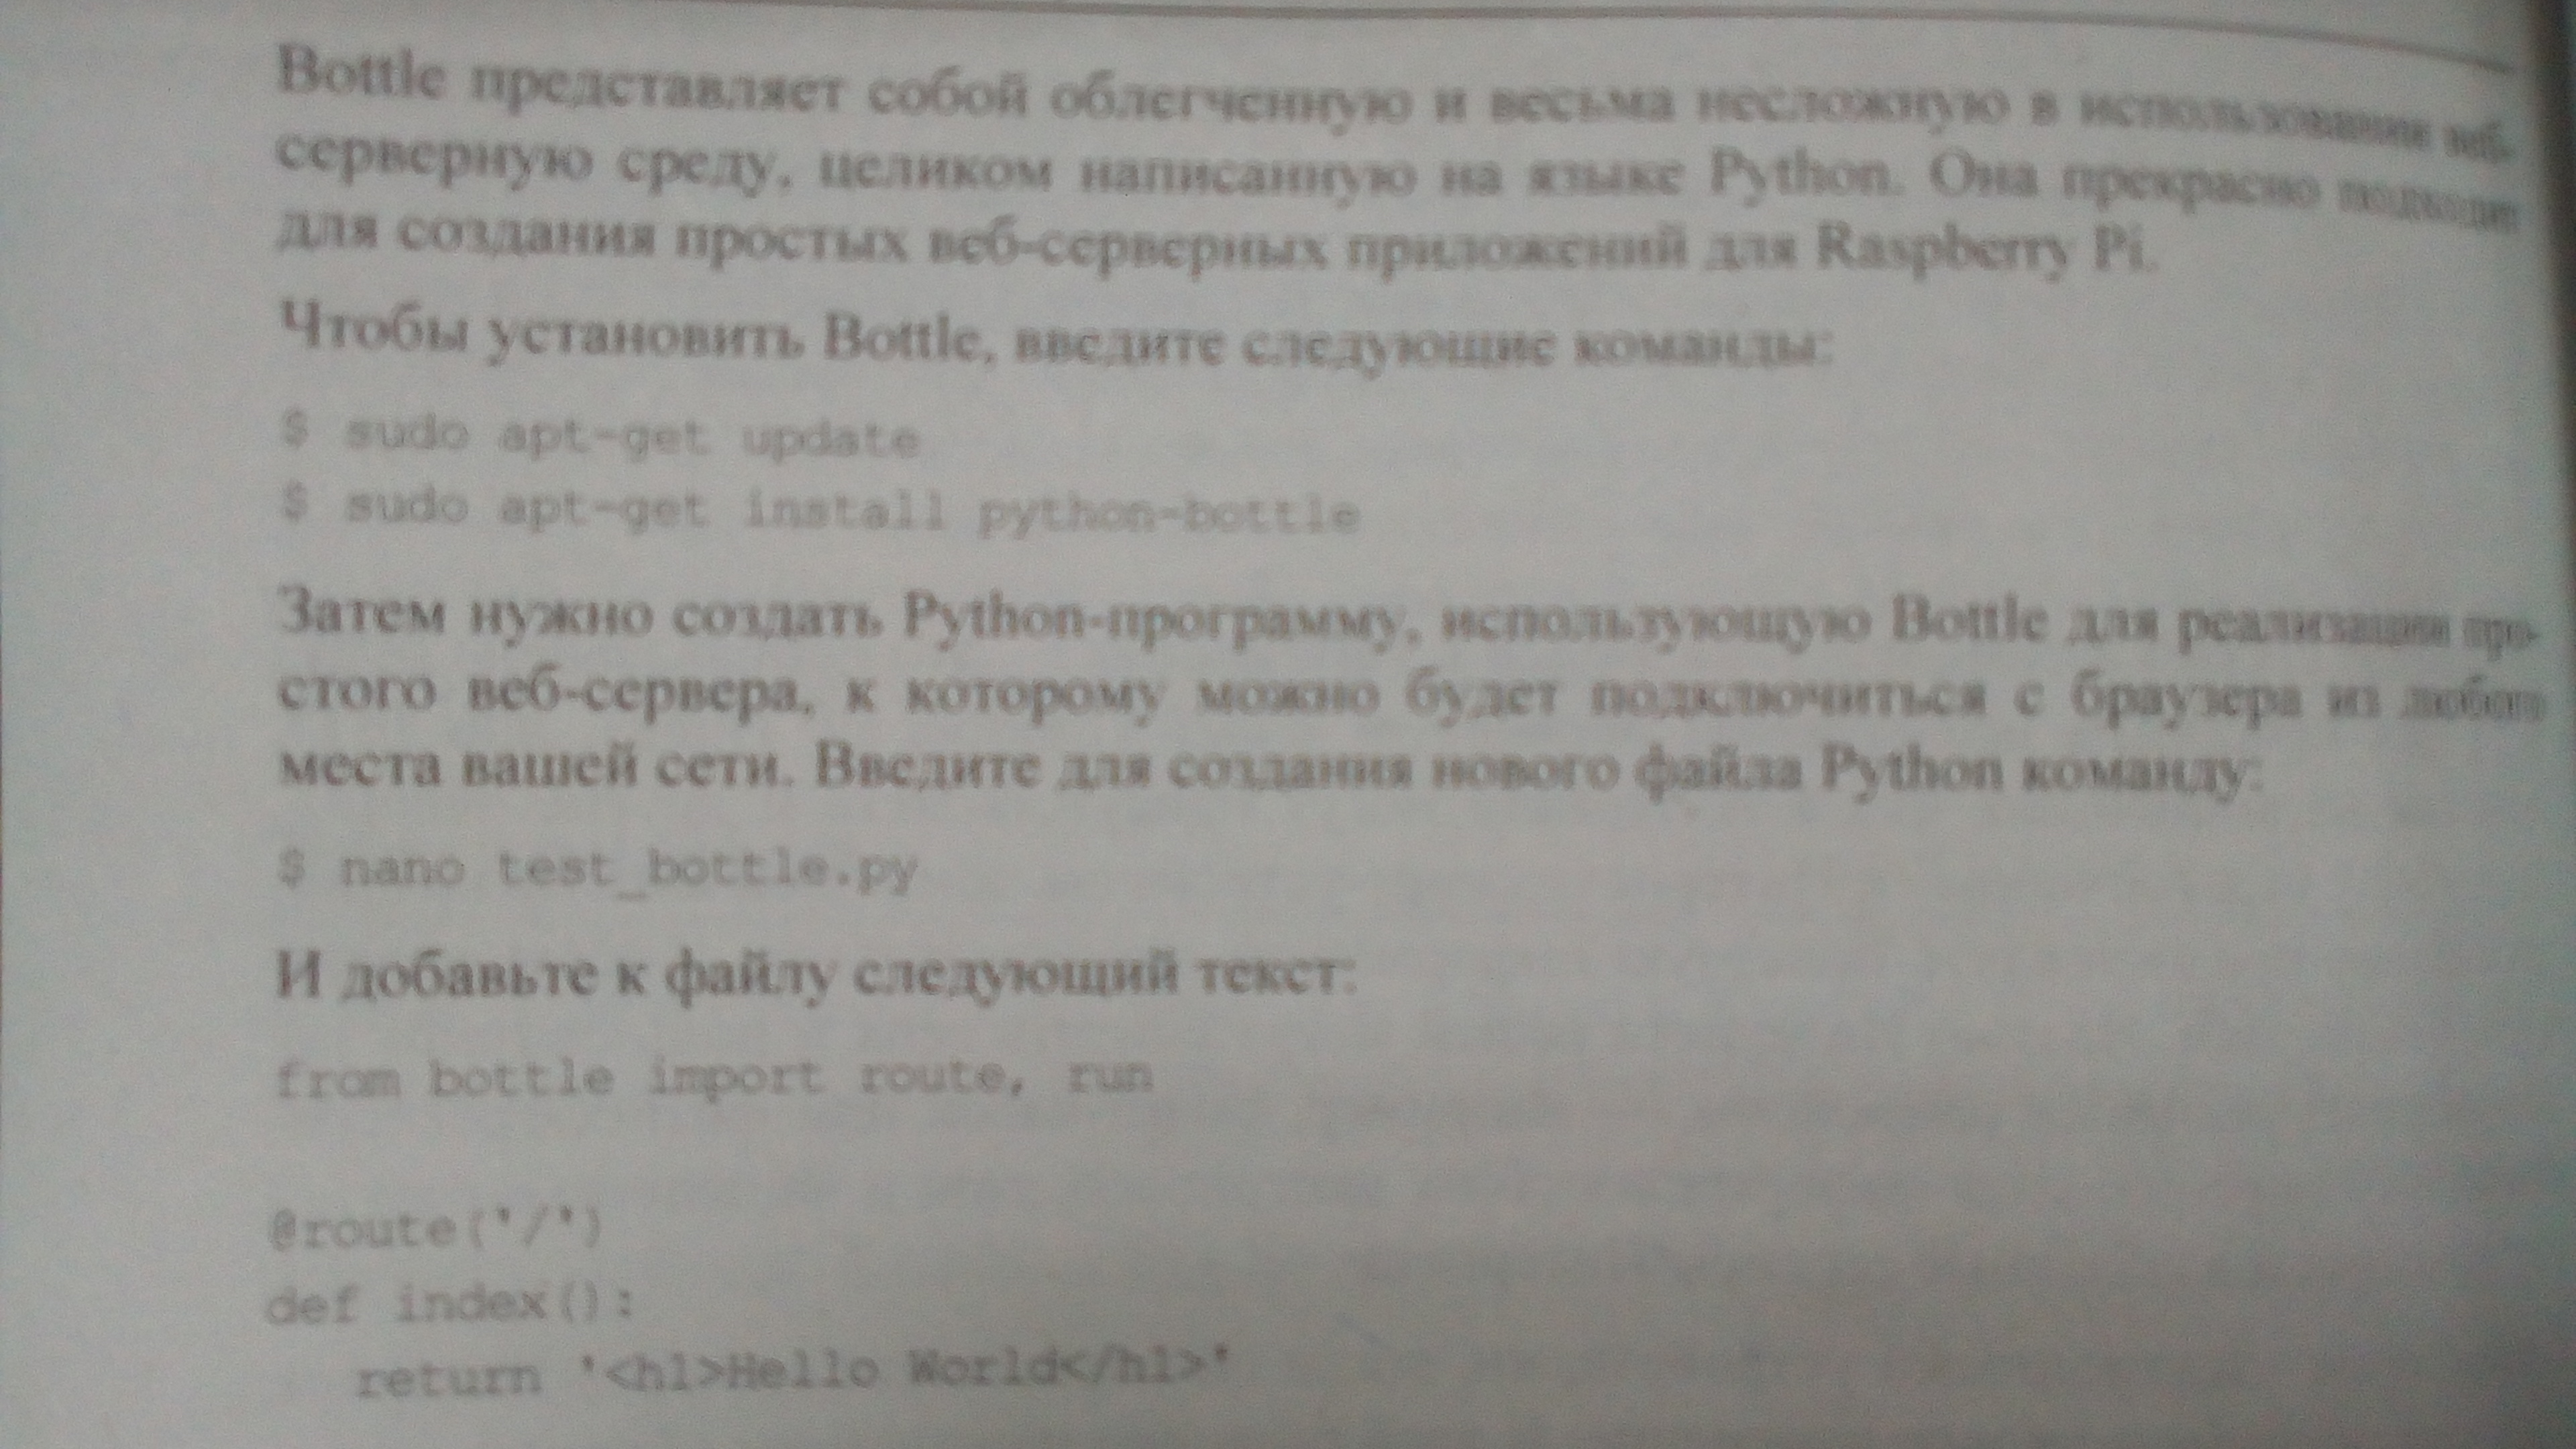 Bottle представляет собой облегченную и весьма несложную в использовании веб-
серверную среду, целиком написанную на языке Python. Она прекрасно подходит
для создания простых веб-серверных приложений для Raspberry Pi.
Чтобы установить Bottle, введите следующие команды:
$ sudo apt-get update
$ sudo apt-get install python-bottle
Затем нужно создать Python-программу, использующую Bottle для реализации про-
стого веб-сервера, к которому можно будет подключиться с браузера из любого
места вашей сети. Введите для создания нового файла Python команду:
$ nano test_bottle.py
И добавьте к файлу следующий текст:
from bottle import route, run
@route('/')
def index():
return '<h1>Hello World</h1>'